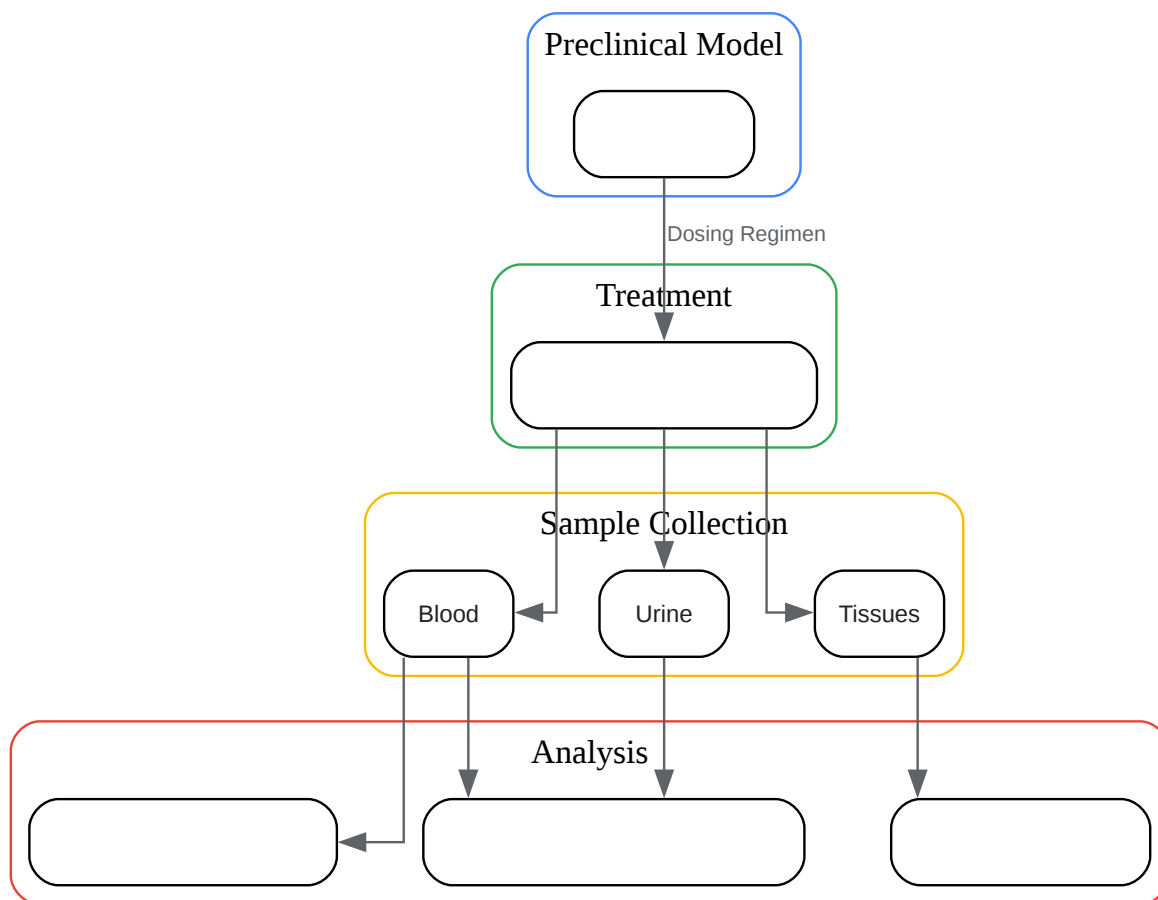 Preclinical Model
Dosing Regimen
Treatment
Sample Collection
Blood
Urine
Tissues
Analysis